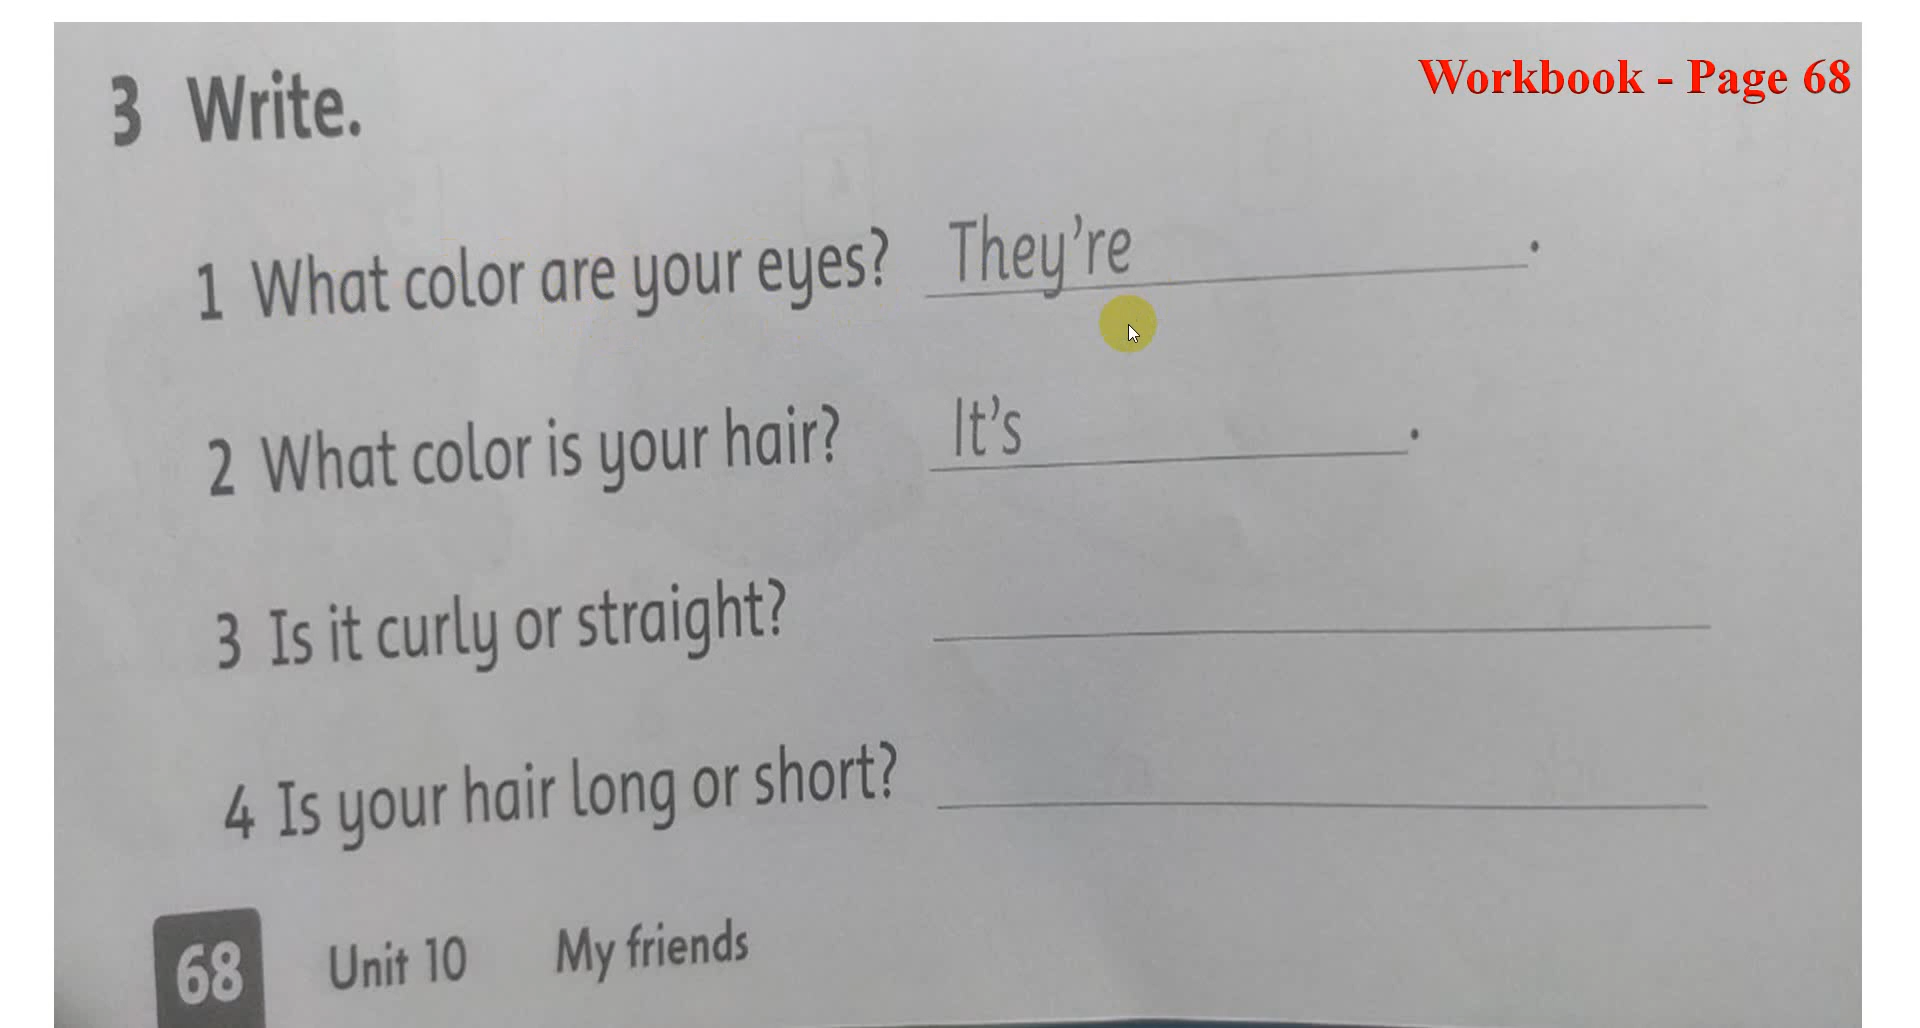 Workbook - Page 68
3 Write.
1 What color are your eyes? They're .
2 What color is your hair? It's .
3 Is it curly or straight?
4 Is your hair long or short?
68 Unit 10 My friends